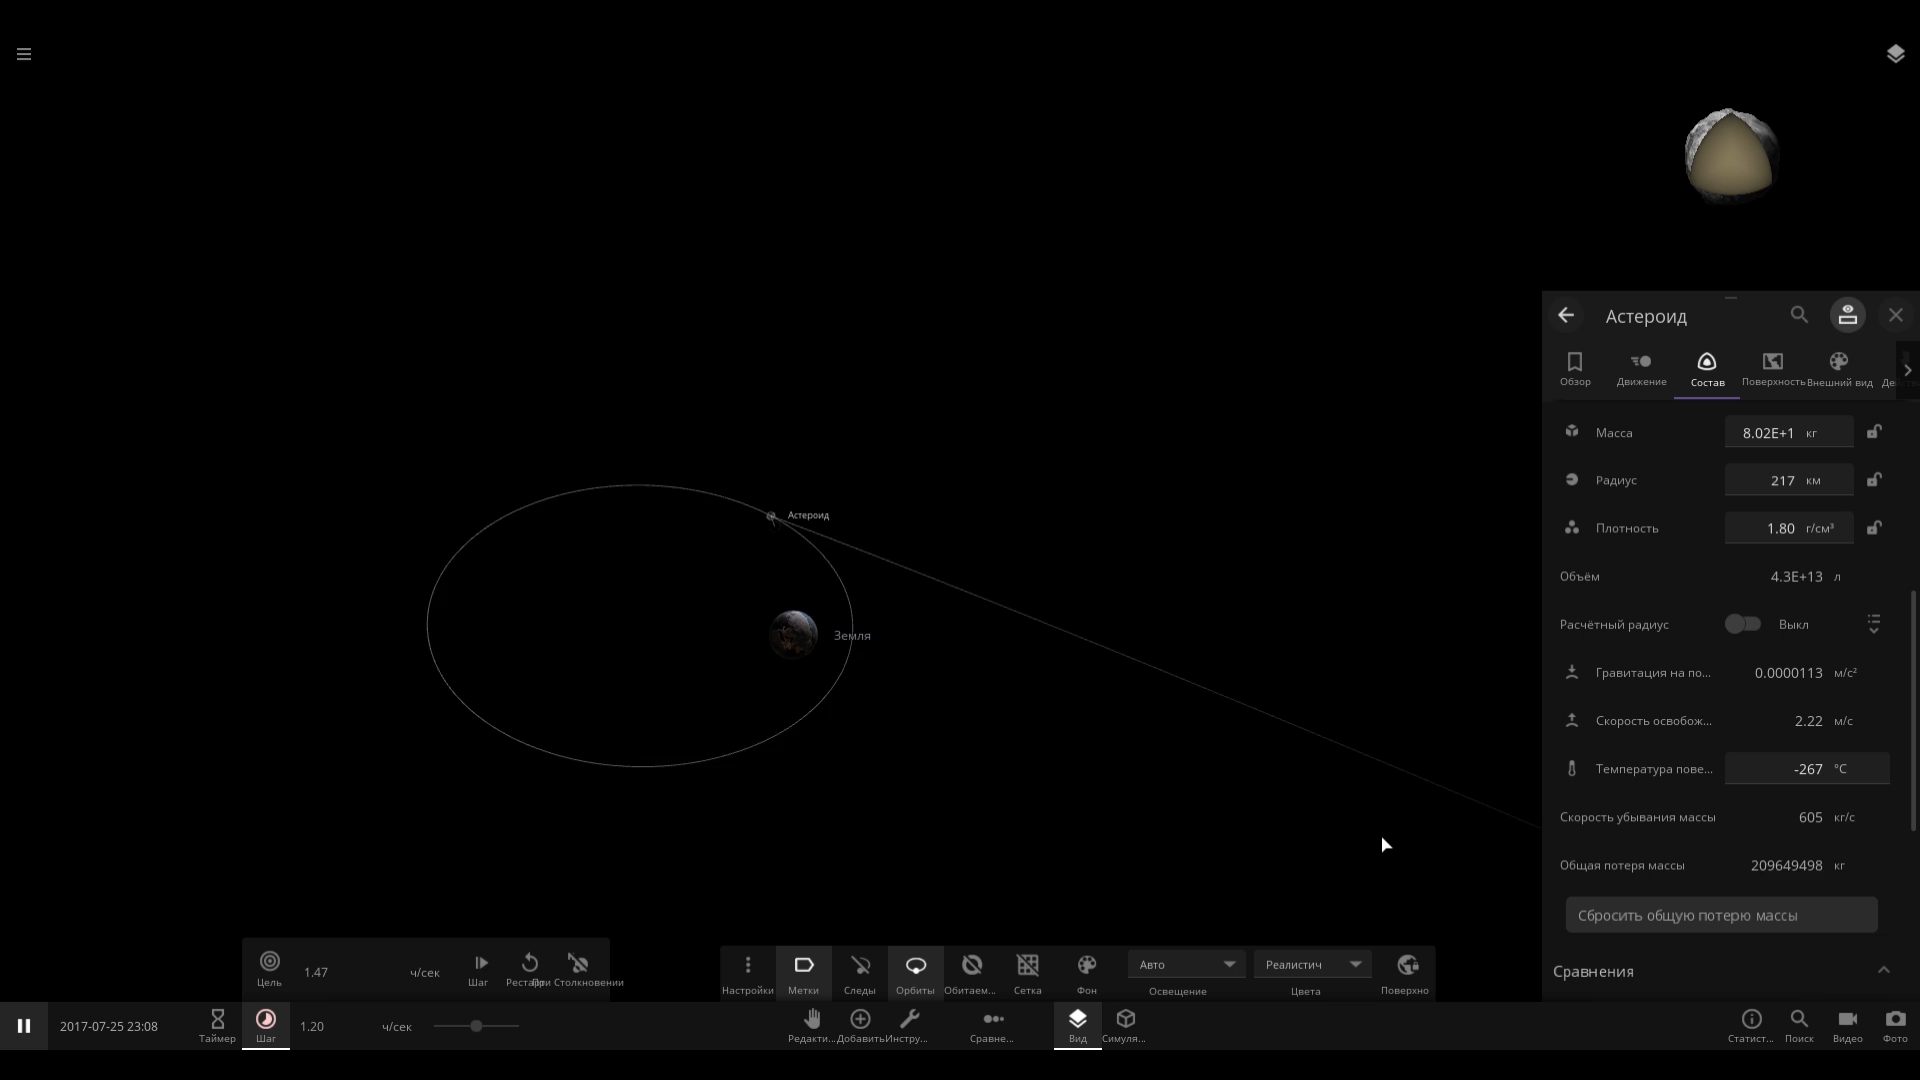 Астероид
Обзор
Движение
Состав
Поверхность
Внешний вид
Масса 8.02E+1 кг
Радиус 217 км
Плотность 1.80 г/см³
Объём 4.3E+13 л
Расчётный радиус Выкл
Гравитация на по... 0.0000113 м/с²
Скорость освобож... 2.22 м/с
Температура пове... -267 °C
Скорость убывания массы 605 кг/с
Общая потеря массы 209649498 кг
Сбросить общую потерю массы
Сравнения
Астероид
Земля
Цель
1.47 ч/сек
Шаг
При Столкновении
Настройки
Метки
Следы
Орбиты
Обитаем...
Сетка
Фон
Авто
Освещение
Реалистич
Цвета
Поверхно
2017-07-25 23:08
Таймер
Шаг
1.20 ч/сек
Редакти...
Добавить
Инстру...
Сравне...
Вид
Симуля...
Статист...
Поиск
Видео
Фото